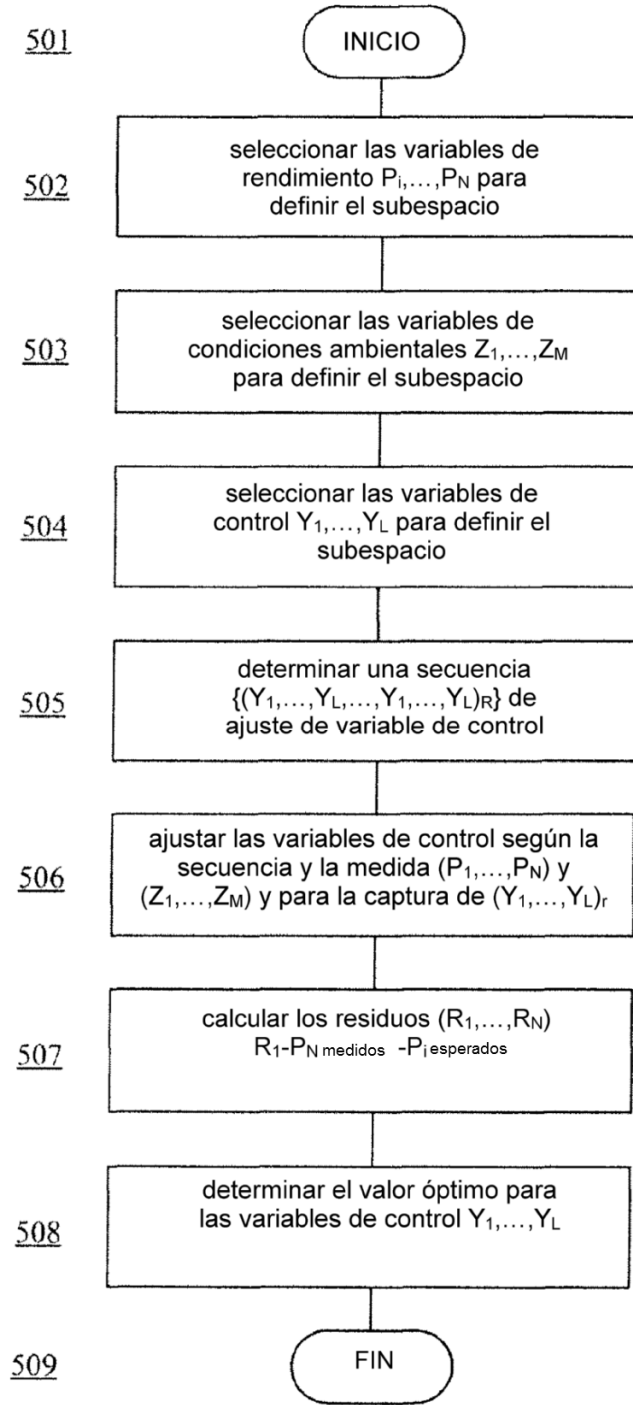 501
INICIO
502
seleccionar las variables de
rendimiento Pi,...,PN para
definir el subespacio
503
seleccionar las variables de
condiciones ambientales Z1,...,ZM
para definir el subespacio
504
seleccionar las variables de
control Y1,...,YL para definir el
subespacio
505
determinar una secuencia
{(Y1,...,YL,...,Y1,...,YL)R} de
ajuste de variable de control
506
ajustar las variables de control según la
secuencia y la medida (P1,...,PN) y
(Z1,...,ZM) y para la captura de (Y1,...,YL)r
507
calcular los residuos (R1,...,RN)
R1-PN medidos -Pi esperados
508
determinar el valor óptimo para
las variables de control Y1,...,YL
509
FIN